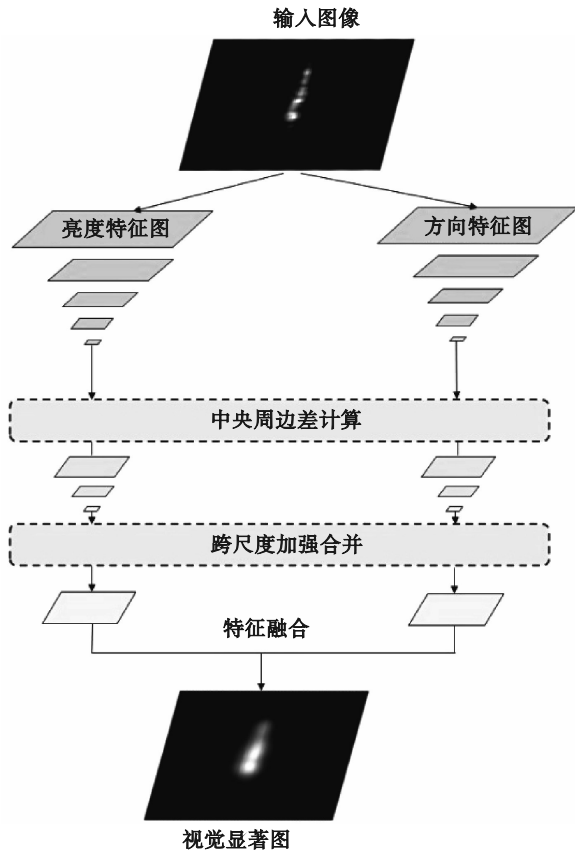 输入图像
亮度特征图
方向特征图
中央周边差计算
跨尺度加强合并
特征融合
视觉显著图